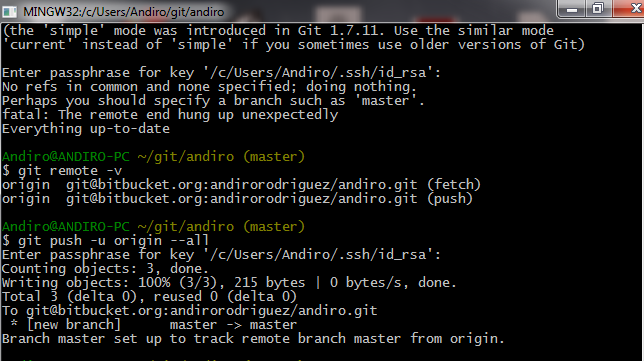 MINGW32:/c/Users/Andiro/git/andiro
(the 'simple' mode was introduced in Git 1.7.11. Use the similar mode
'current' instead of 'simple' if you sometimes use older versions of Git)
Enter passphrase for key '/c/Users/Andiro/.ssh/id_rsa':
No refs in common and none specified; doing nothing.
Perhaps you should specify a branch such as 'master'.
fatal: The remote end hung up unexpectedly
Everything up-to-date
Andiro@ANDIRO-PC ~/git/andiro (master)
$ git remote -v
origin  git@bitbucket.org:andirorodriguez/andiro.git (fetch)
origin  git@bitbucket.org:andirorodriguez/andiro.git (push)
Andiro@ANDIRO-PC ~/git/andiro (master)
$ git push -u origin --all
Enter passphrase for key '/c/Users/Andiro/.ssh/id_rsa':
Counting objects: 3, done.
Writing objects: 100% (3/3), 215 bytes | 0 bytes/s, done.
Total 3 (delta 0), reused 0 (delta 0)
To git@bitbucket.org:andirorodriguez/andiro.git
 * [new branch]      master -> master
Branch master set up to track remote branch master from origin.